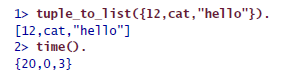 1> tuple_to_list({12,cat,"hello"}).
[12,cat,"hello"]
2> time().
{20,0,3}